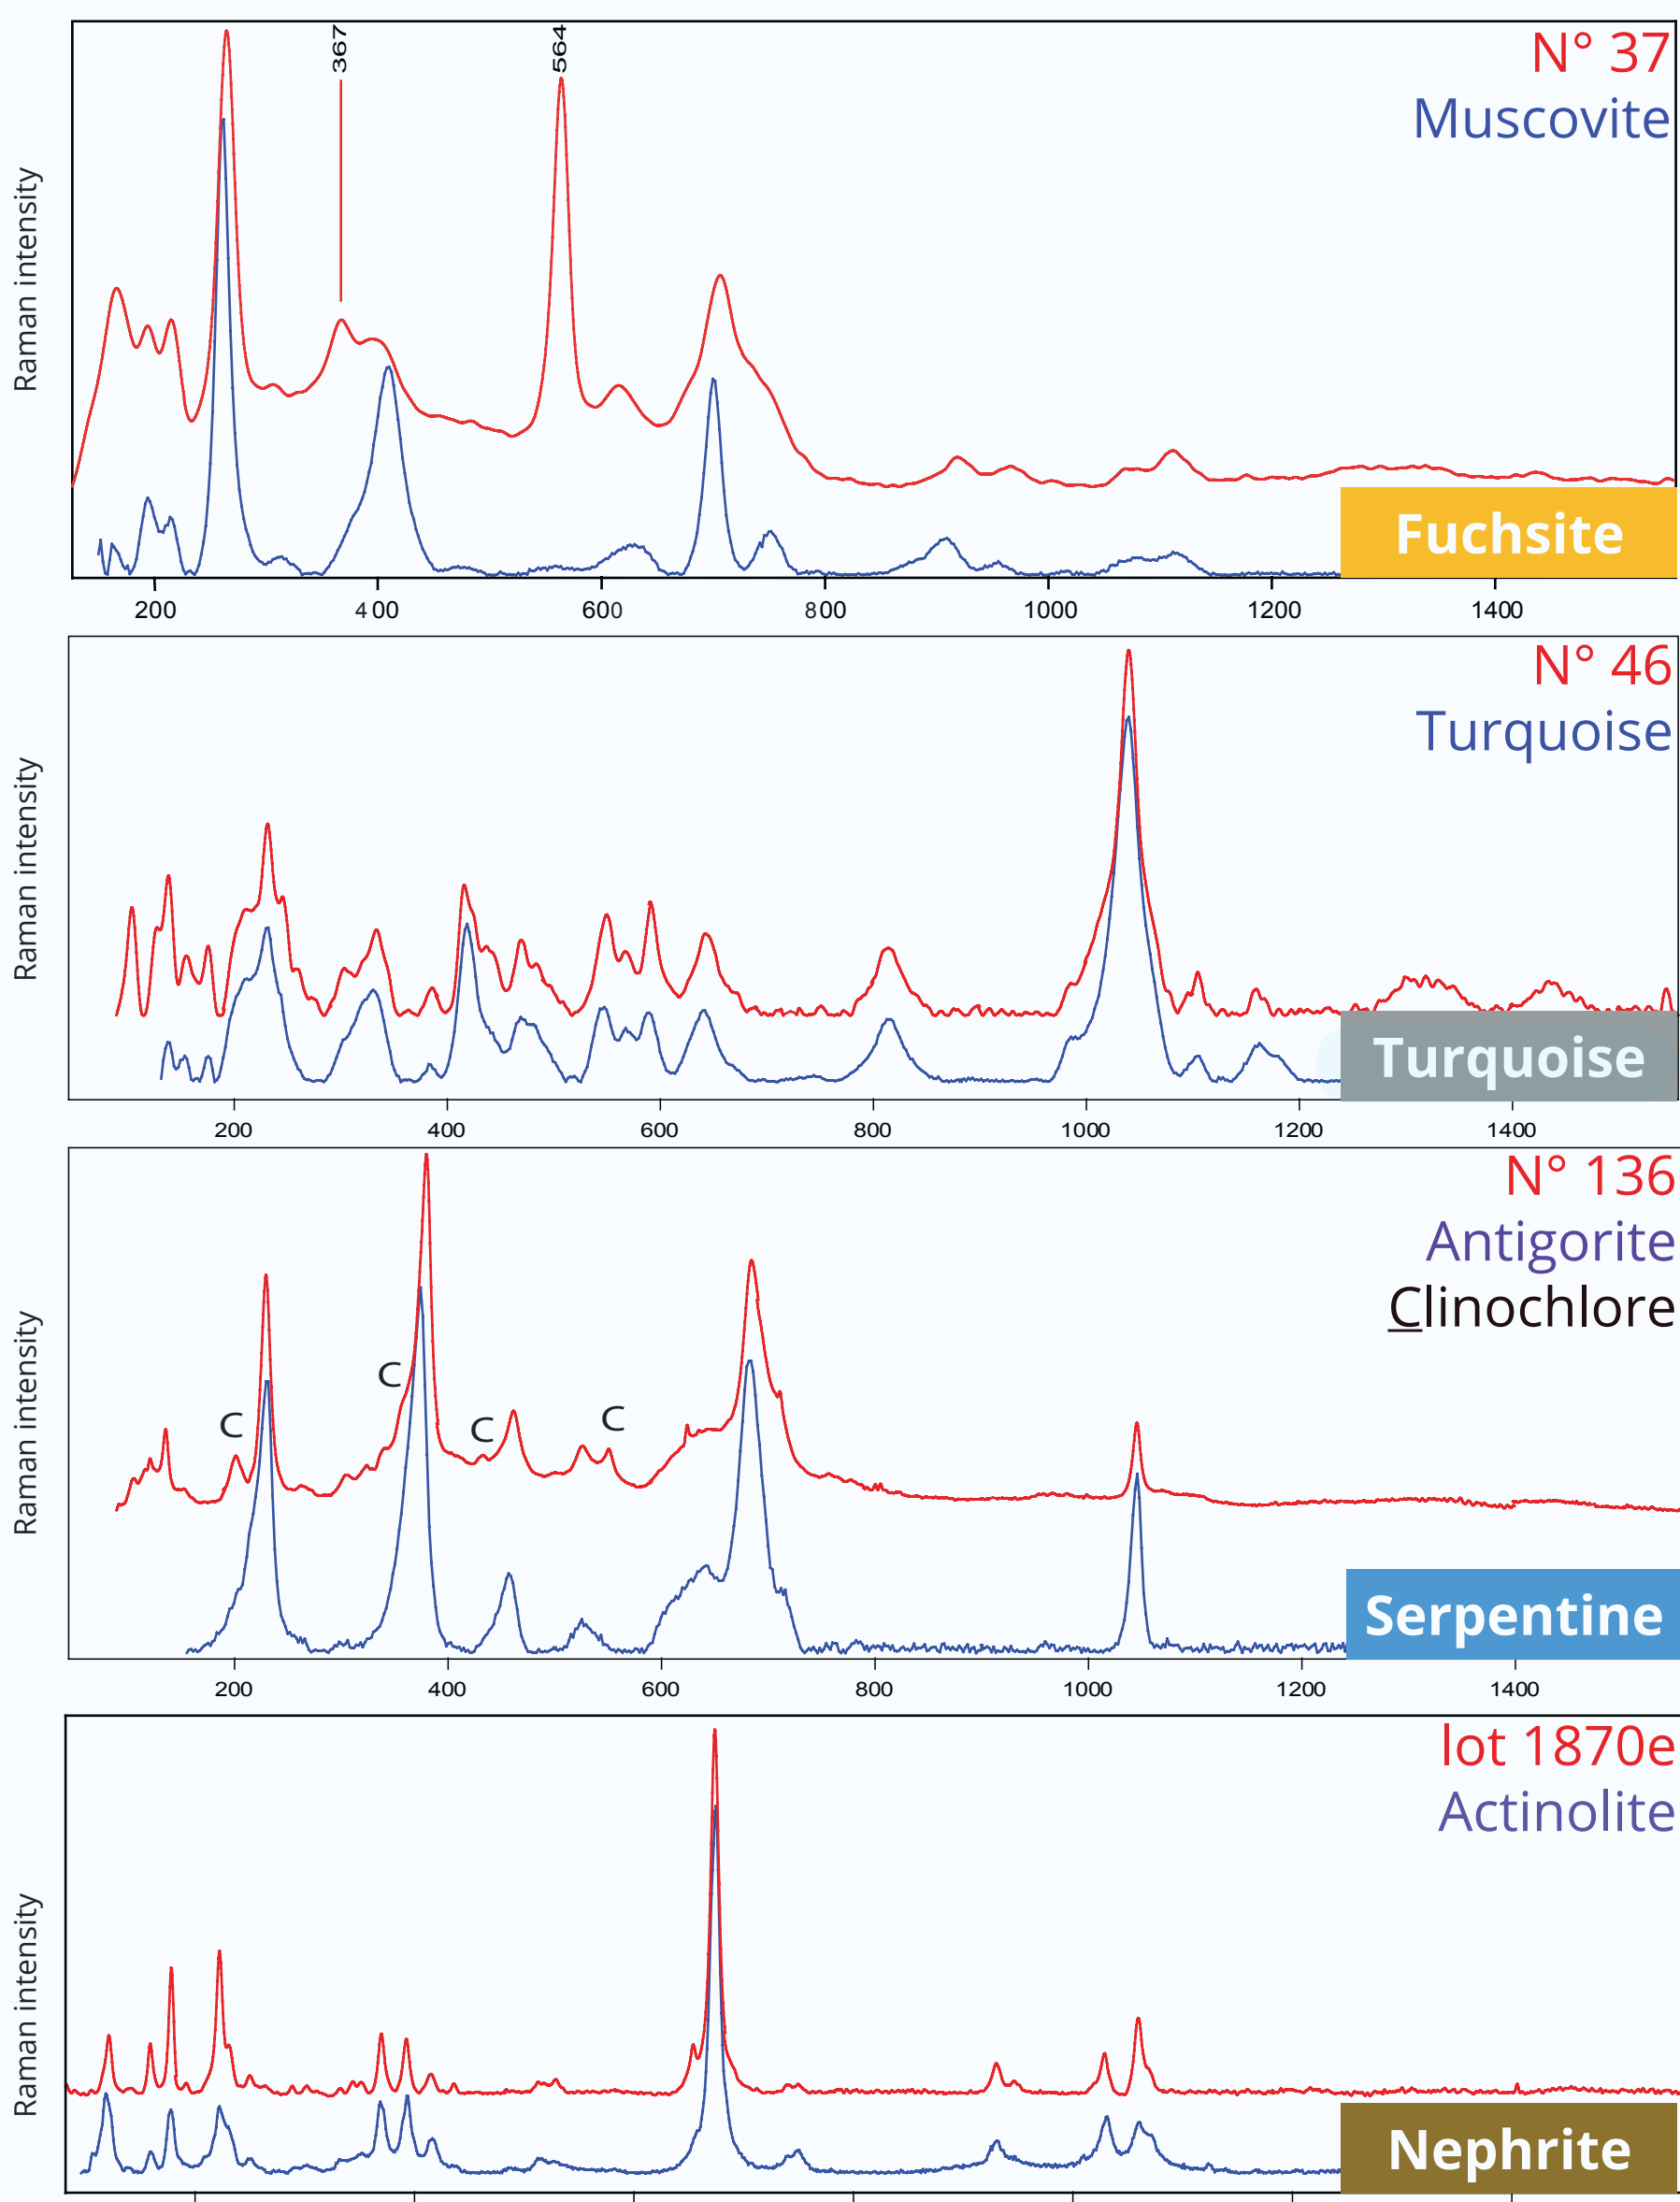 367
564
N° 37
Muscovite
Raman intensity
Fuchsite
200 400 600 800 1000 1200 1400
N° 46
Turquoise
Raman intensity
Turquoise
200 400 600 800 1000 1200 1400
N° 136
Antigorite
Clinochlore
C
C
C
C
Raman intensity
Serpentine
200 400 600 800 1000 1200 1400
lot 1870e
Actinolite
Raman intensity
Nephrite